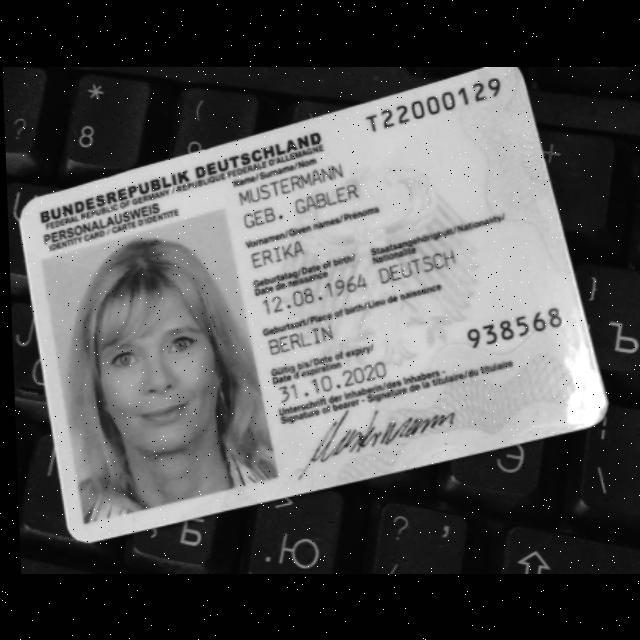 T22000129
BUNDESREPUBLIK DEUTSCHLAND
FEDERAL REPUBLIC OF GERMANY / REPUBLIQUE FEDERALE D'ALLEMAGNE
PERSONALAUSWEIS
IDENTITY CARD / CARTE D'IDENTITE
Name/Surname/Nom
MUSTERMANN
GEB. GABLER
Vornamen/Given names/Prenoms
ERIKA
Geburtstag/Date of birth/
Date de naissance
Staatsangehörigkeit/Nationality/
Nationalité
12.08.1964 DEUTSCH
Geburtsort/Place of birth/Lieu de naissance
BERLIN
938568
Gültig bis/Date of expiry/
Date d'expiration
31.10.2020
Unterschrift der Inhaberin/des Inhabers -
Signature of bearer - Signature de la titulaire/du titulaire
Mustermann
*
8
(
?
+
Ъ
Э
Ю
Ь
.
?
,